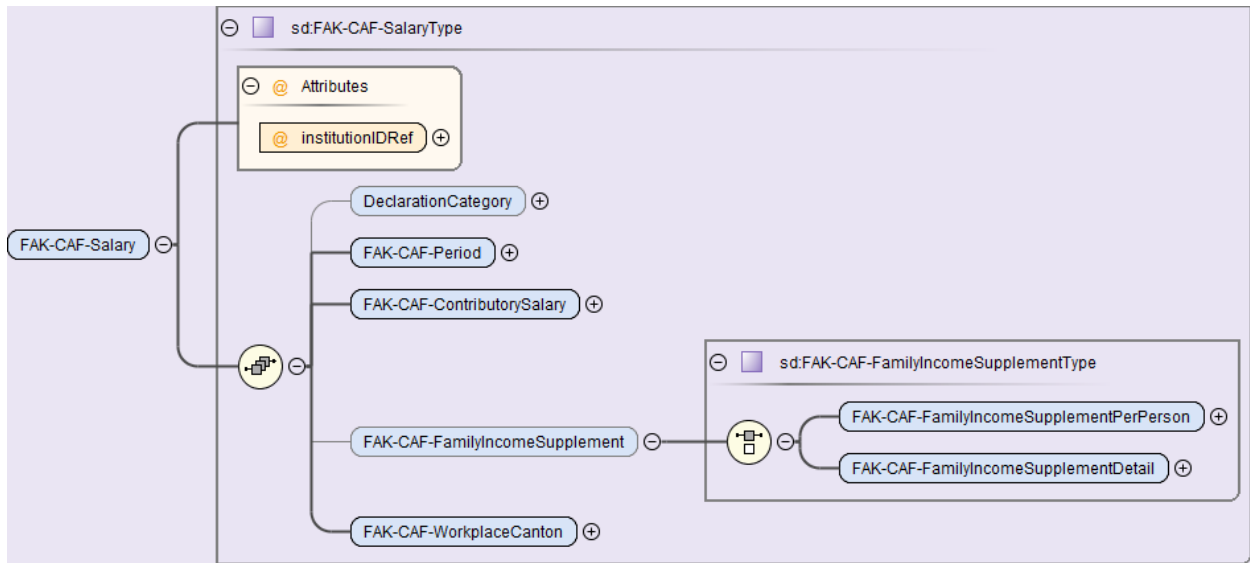 sd:FAK-CAF-SalaryType
@ Attributes
@ institutionIDRef
DeclarationCategory
FAK-CAF-Salary
FAK-CAF-Period
FAK-CAF-ContributorySalary
sd:FAK-CAF-FamilyIncomeSupplementType
FAK-CAF-FamilyIncomeSupplementPerPerson
FAK-CAF-FamilyIncomeSupplement
FAK-CAF-FamilyIncomeSupplementDetail
FAK-CAF-WorkplaceCanton